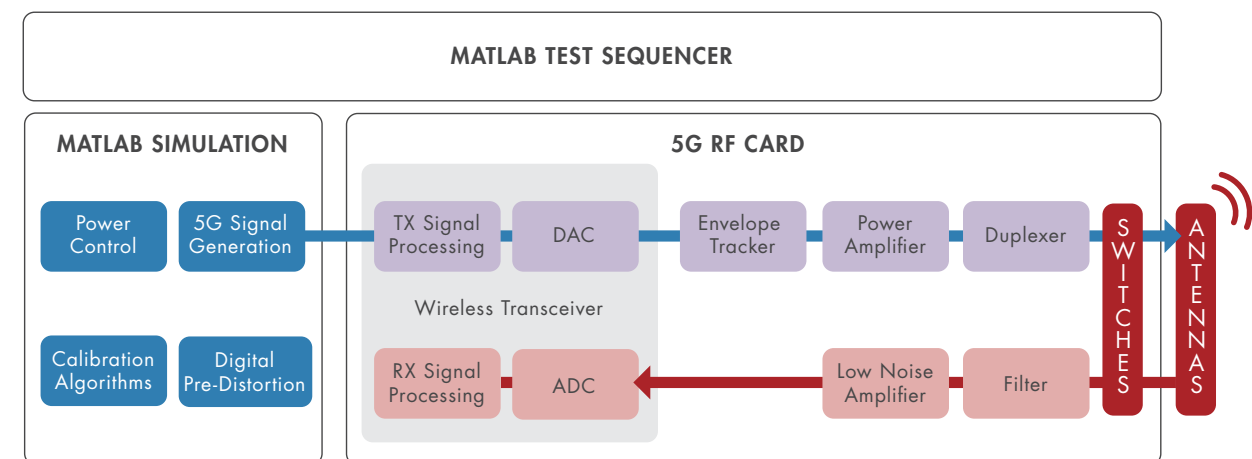 MATLAB TEST SEQUENCER
MATLAB SIMULATION
Power
Control
5G Signal
Generation
Calibration
Algorithms
Digital
Pre-Distortion
5G RF CARD
TX Signal
Processing
DAC
Envelope
Tracker
Power
Amplifier
Duplexer
Wireless Transceiver
RX Signal
Processing
ADC
Low Noise
Amplifier
Filter
SWITCHES
ANTENNAS